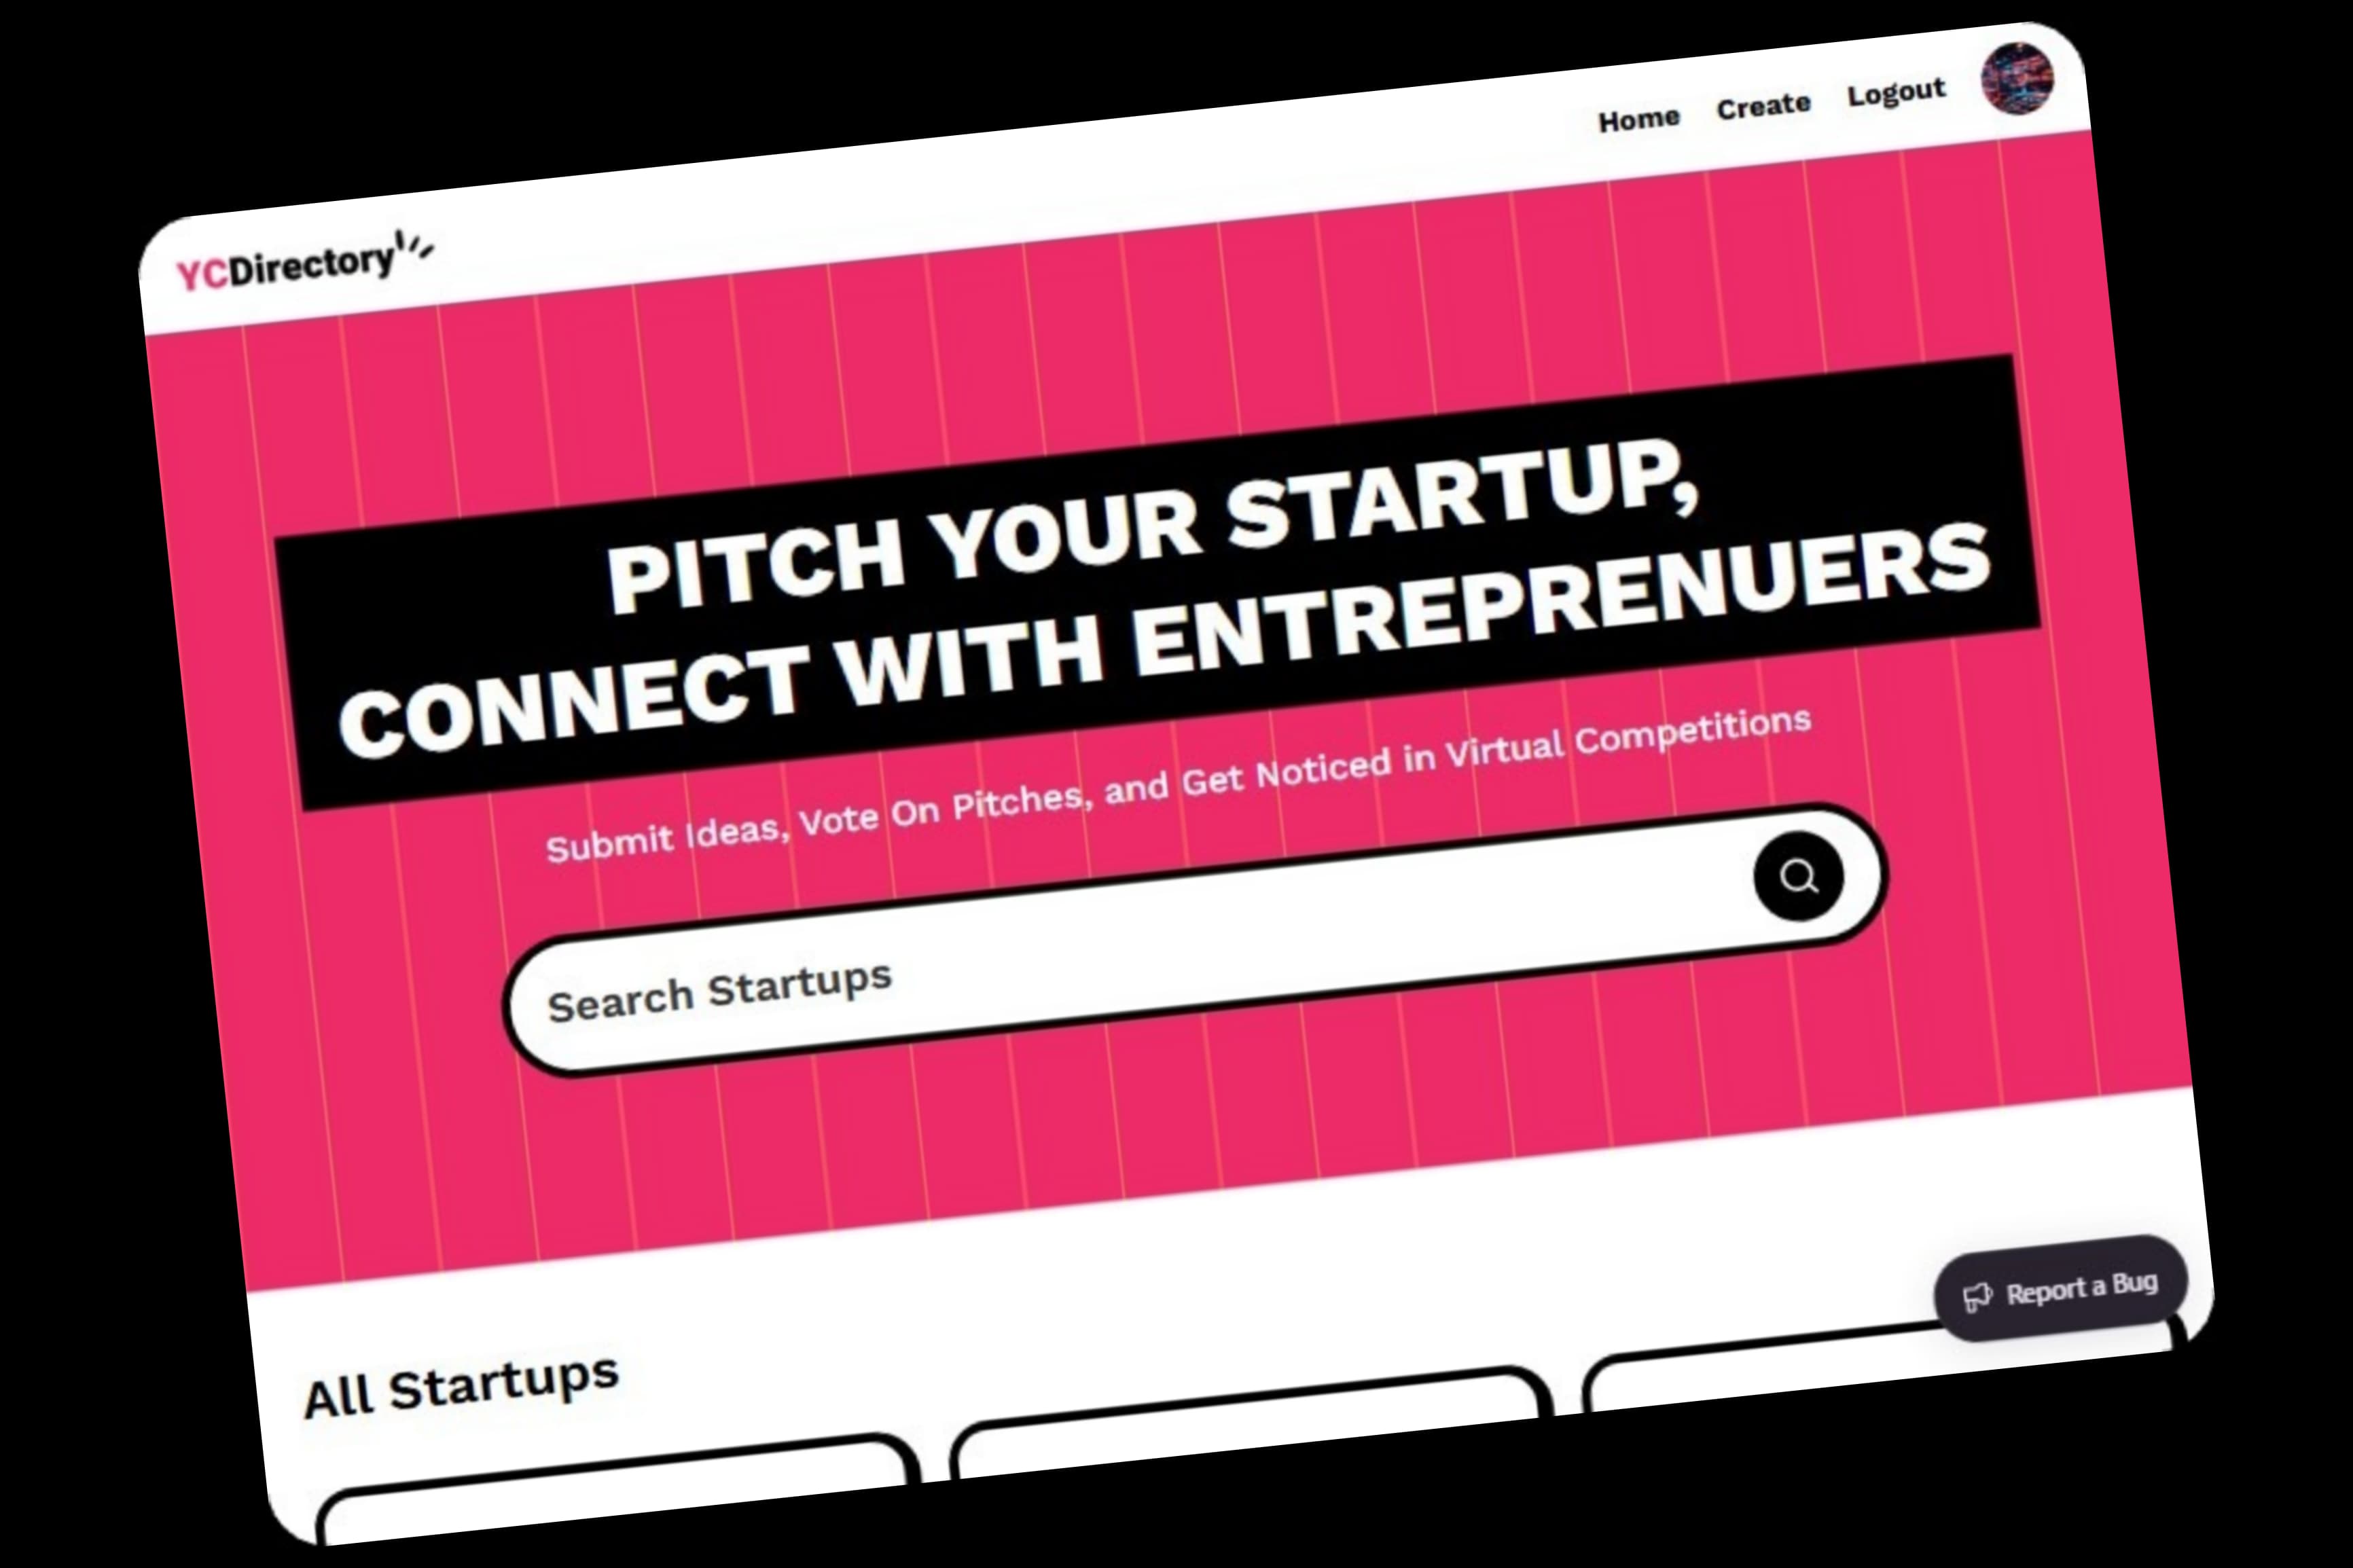 YCDirectory
Home Create Logout
PITCH YOUR STARTUP,
CONNECT WITH ENTREPRENUERS
Submit Ideas, Vote On Pitches, and Get Noticed in Virtual Competitions
Search Startups
Report a Bug
All Startups